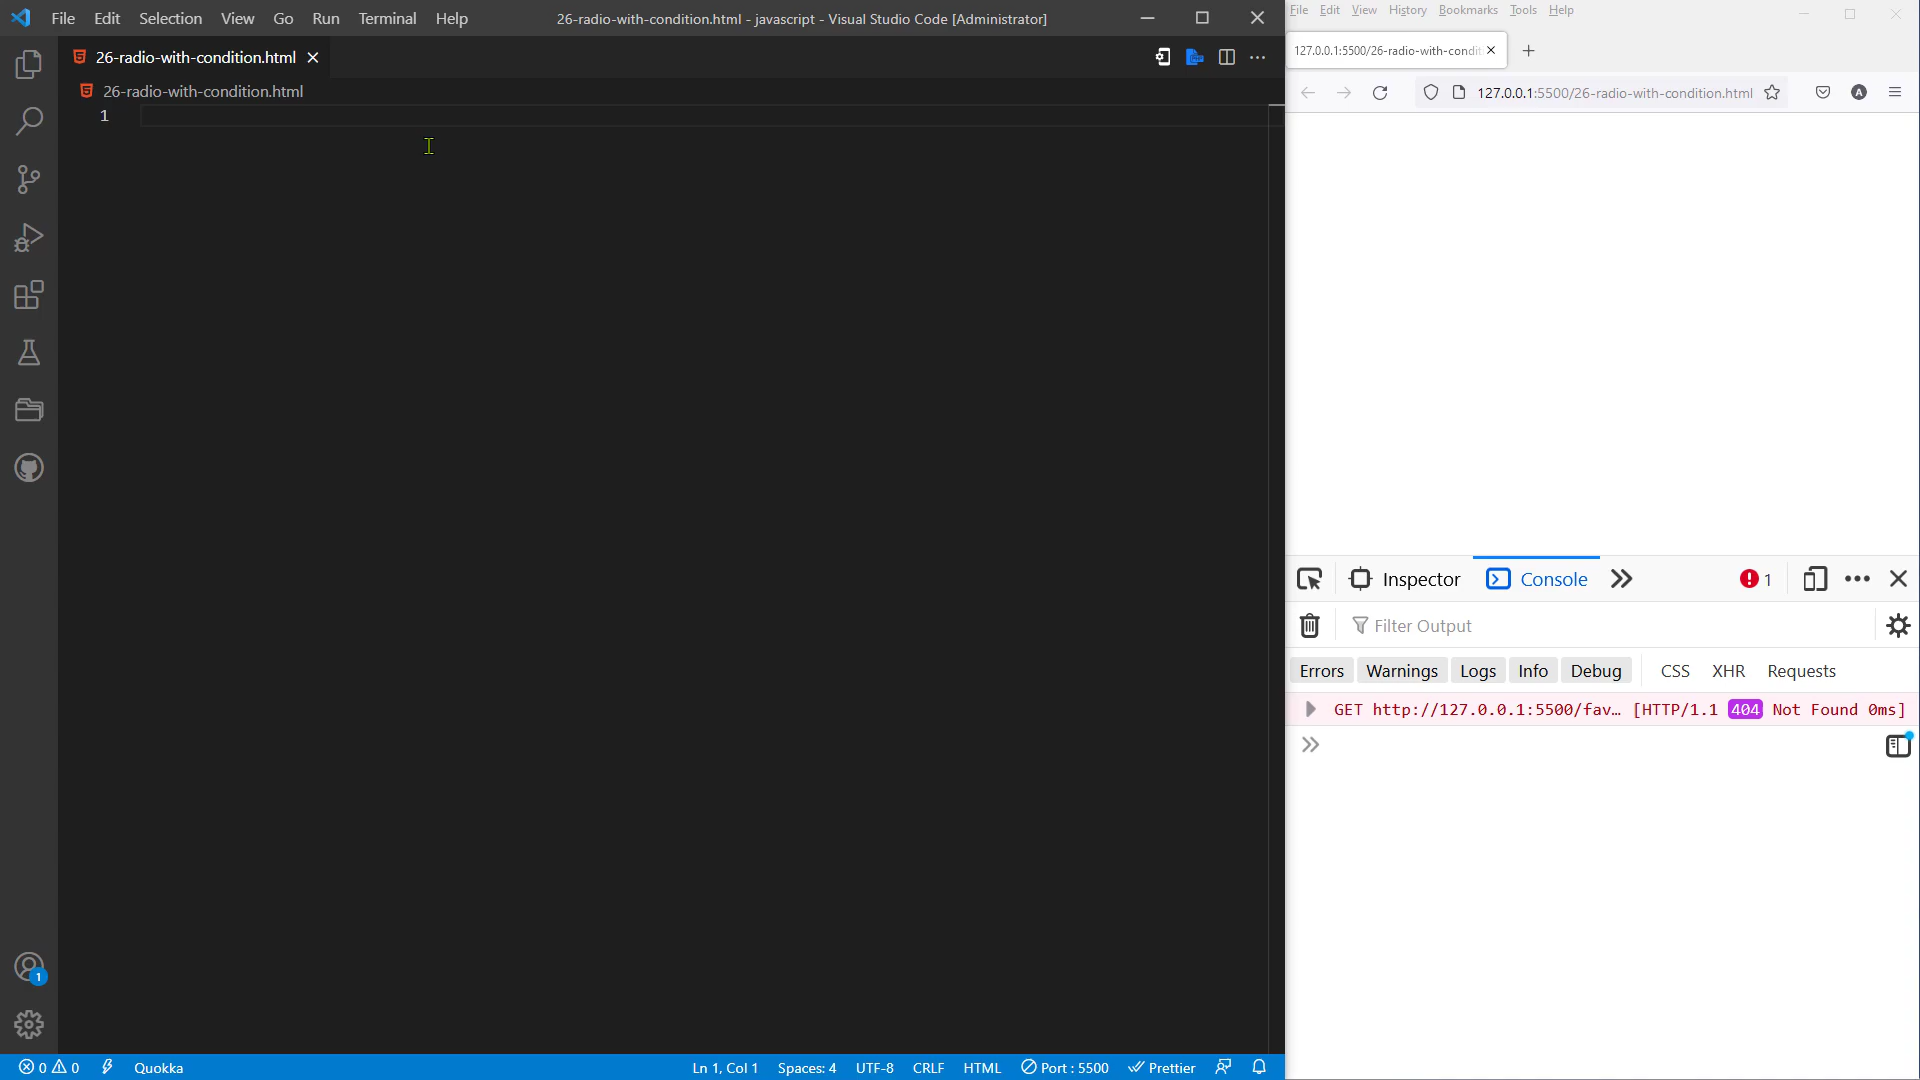 File Edit Selection View Go Run Terminal Help
26-radio-with-condition.html - javascript - Visual Studio Code [Administrator]
26-radio-with-condition.html
26-radio-with-condition.html
1
1
0 0
Quokka
Ln 1, Col 1
Spaces: 4
UTF-8
CRLF
HTML
Port : 5500
Prettier
File Edit View History Bookmarks Tools Help
127.0.0.1:5500/26-radio-with-condit
127.0.0.1:5500/26-radio-with-condition.html
A
Inspector
Console
1
Filter Output
Errors Warnings Logs Info Debug CSS XHR Requests
GET http://127.0.0.1:5500/fav… [HTTP/1.1 404 Not Found 0ms]